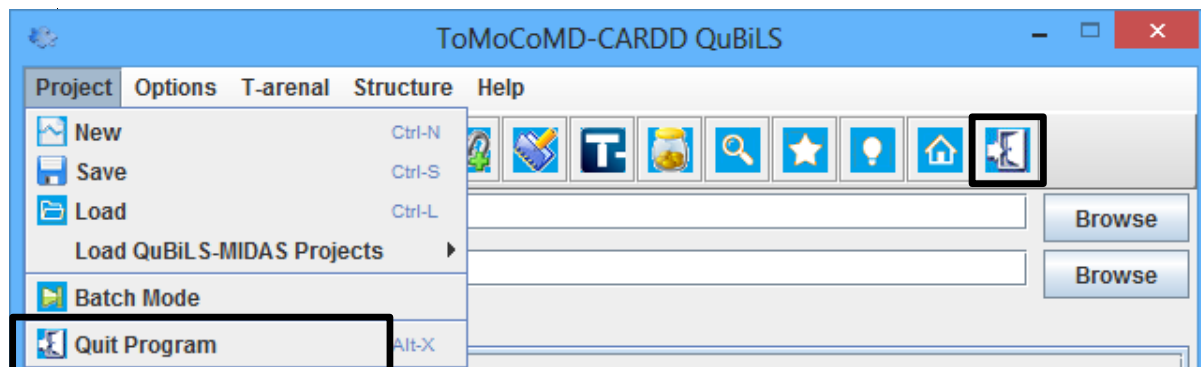 ToMoCoMD-CARDD QuBiLS
Project Options T-arenal Structure Help
New Ctrl-N
Save Ctrl-S
Load Ctrl-L
Load QuBiLS-MIDAS Projects
Batch Mode
Quit Program Alt-X
T-
Browse
Browse